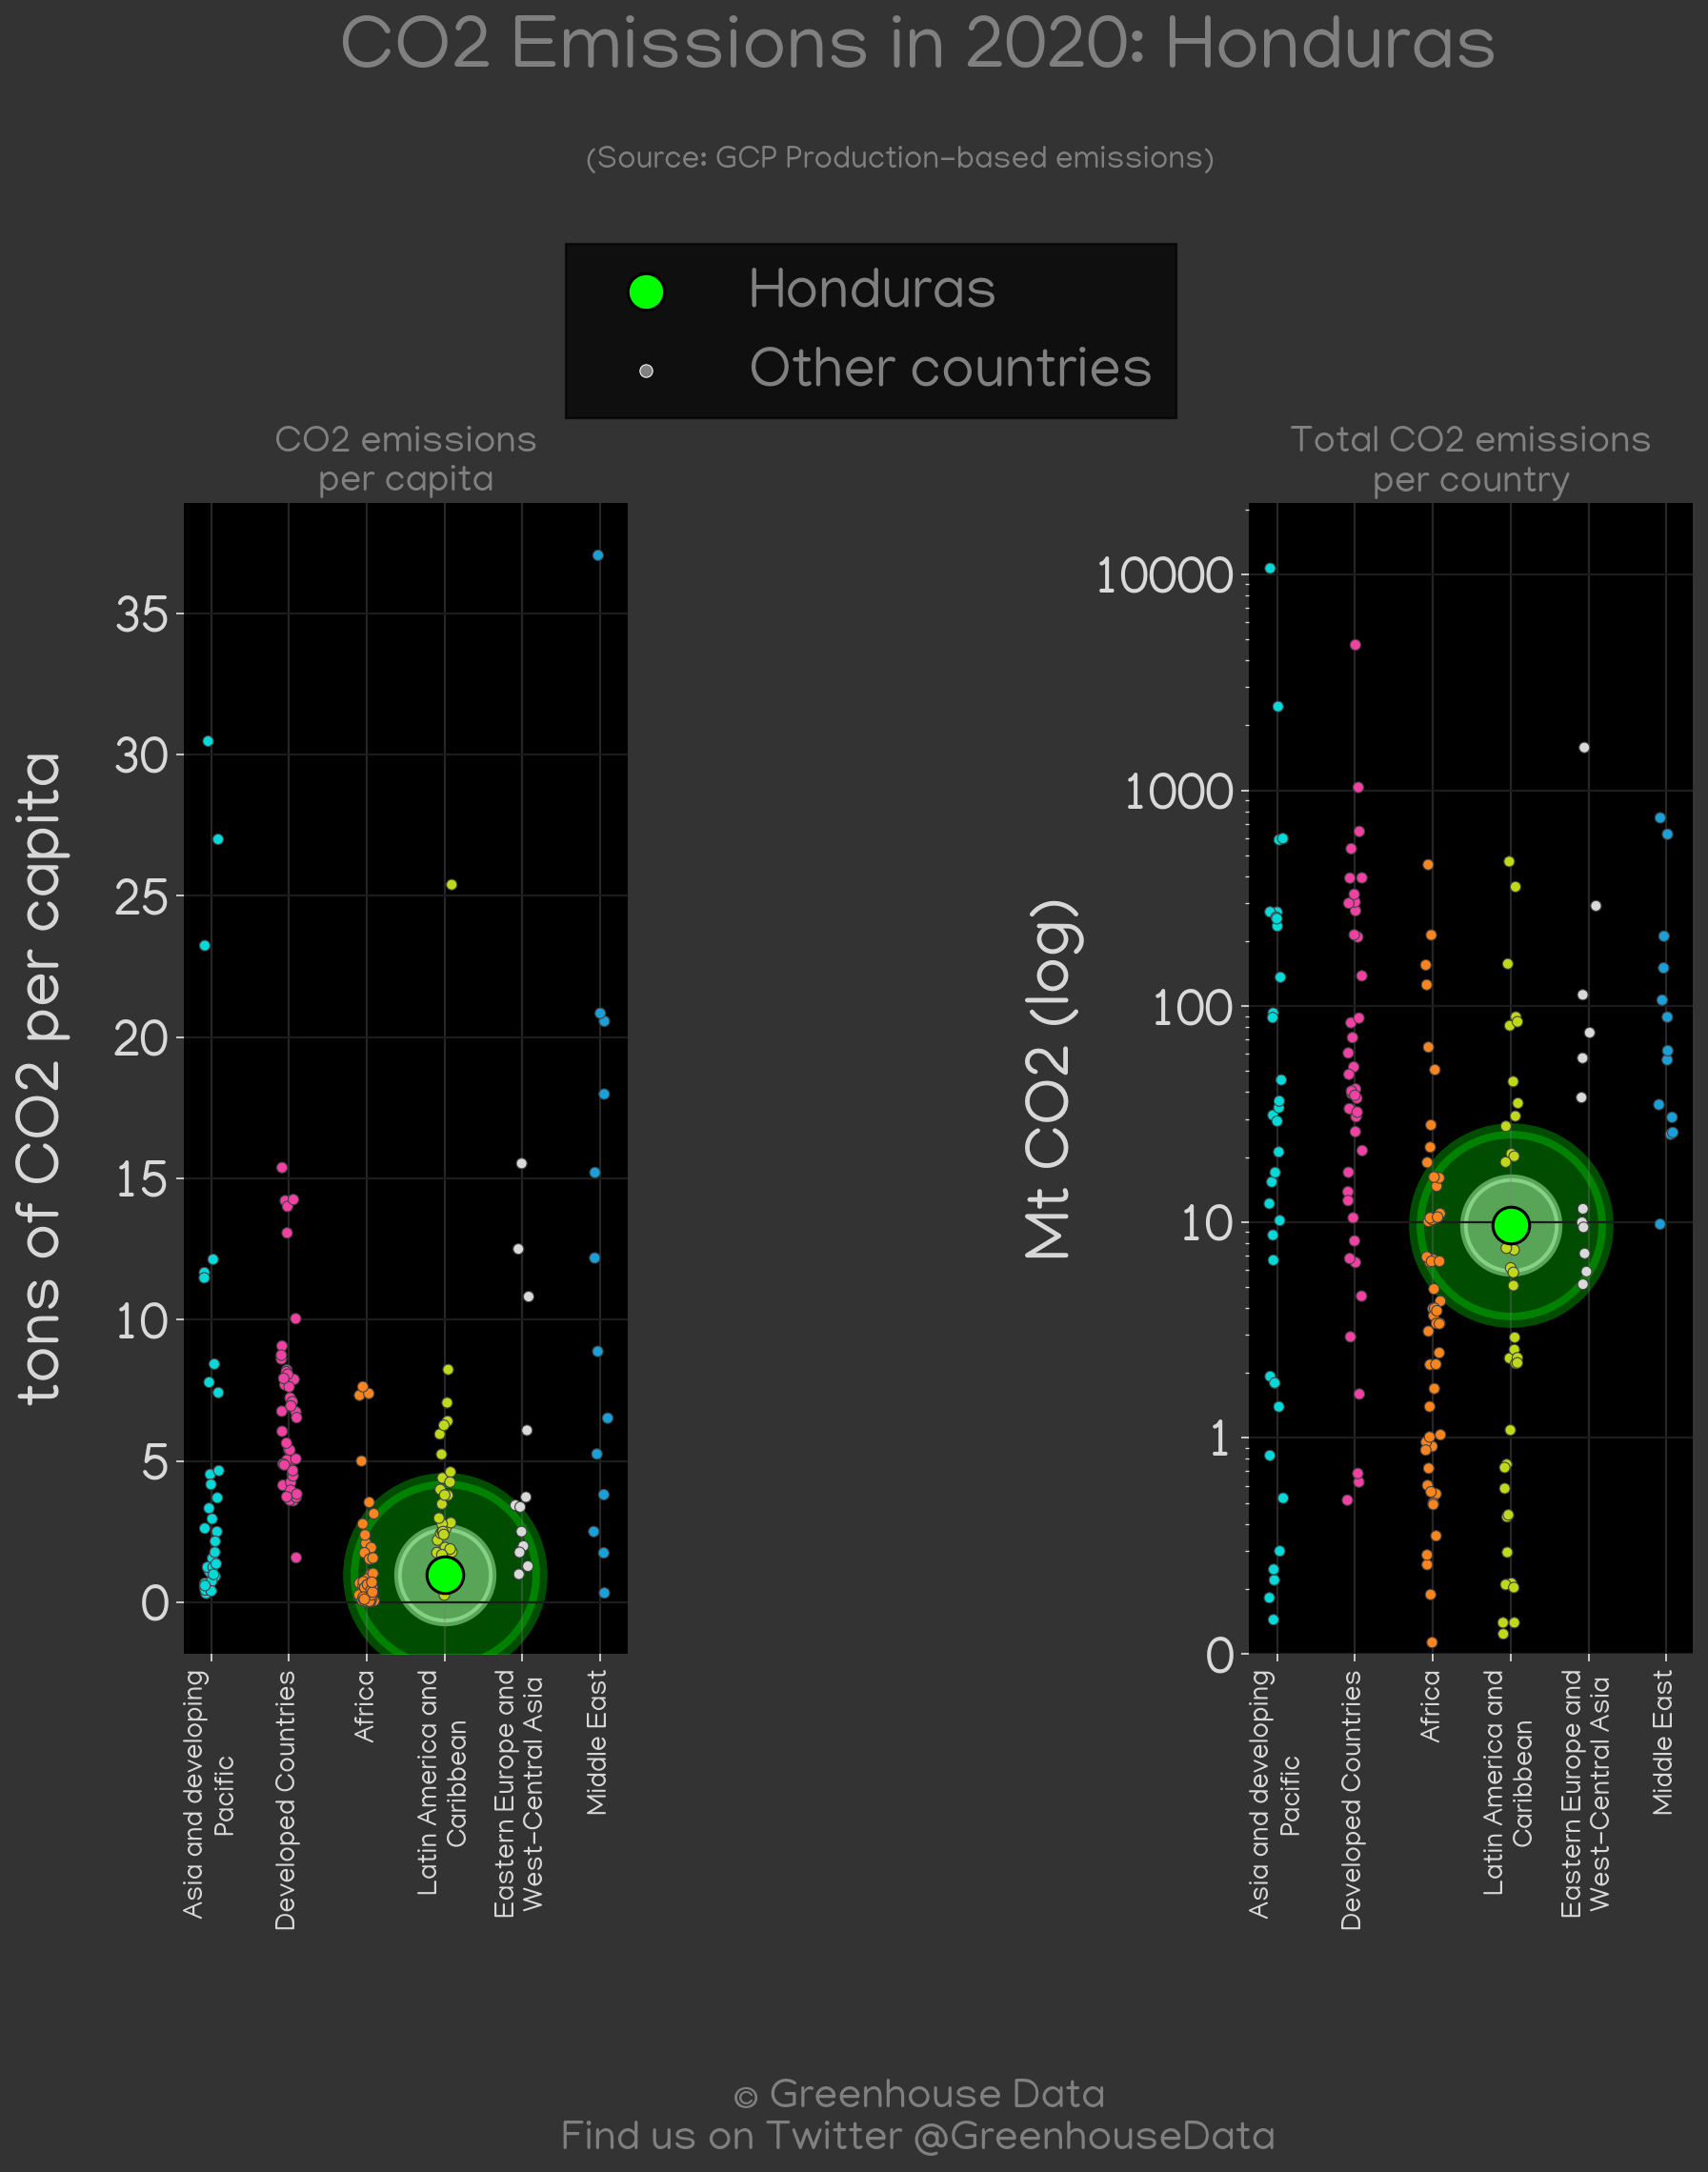 CO2 Emissions in 2020: Honduras
(Source: GCP Production-based emissions)
Honduras
Other countries
CO2 emissions
per capita
tons of CO2 per capita
35
30
25
20
15
10
5
0
Asia and developing
Pacific
Developed Countries
Africa
Latin America and
Caribbean
Eastern Europe and
West-Central Asia
Middle East
Total CO2 emissions
per country
Mt CO2 (log)
10000
1000
100
10
1
0
Asia and developing
Pacific
Developed Countries
Africa
Latin America and
Caribbean
Eastern Europe and
West-Central Asia
Middle East
© Greenhouse Data
Find us on Twitter @GreenhouseData